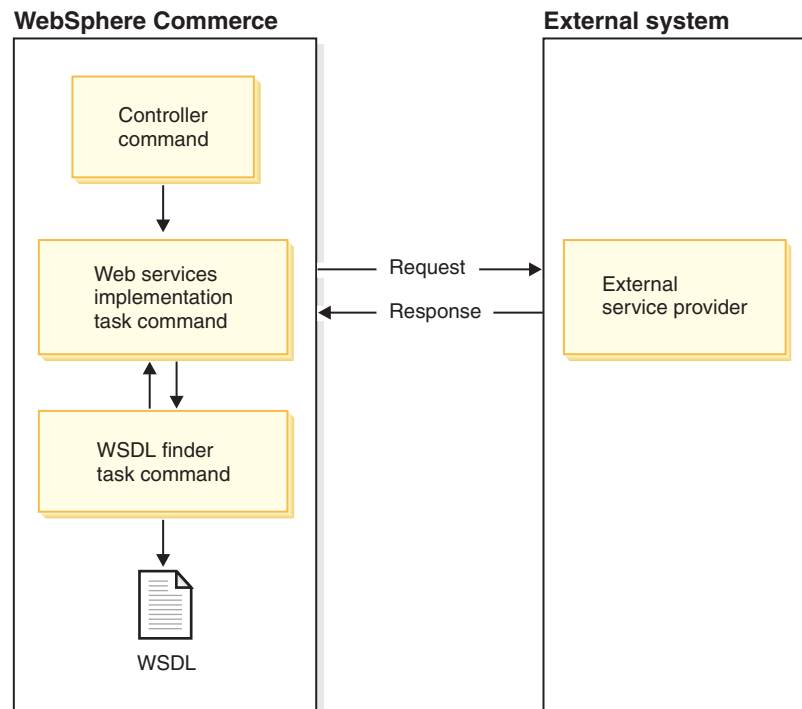 WebSphere Commerce
External system
Controller
command
Web services
implementation
task command
Request
Response
External
service provider
WSDL finder
task command
WSDL